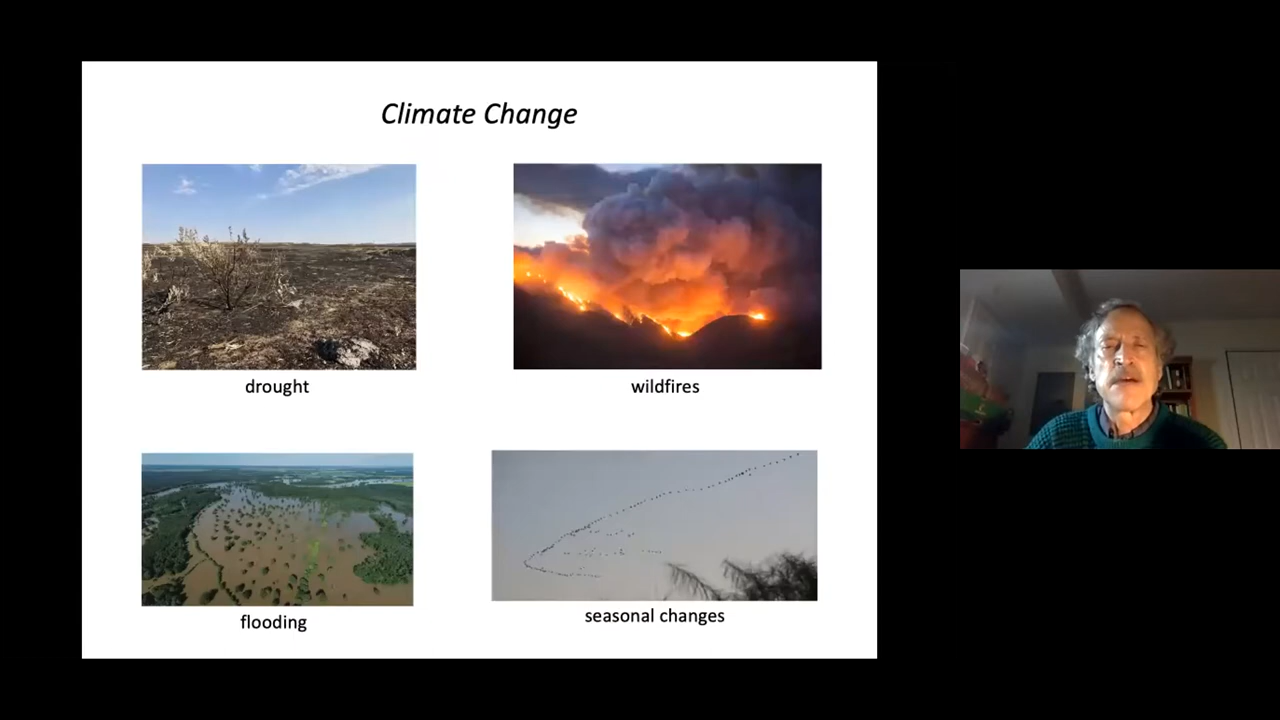 Climate Change
drought
wildfires
flooding
seasonal changes